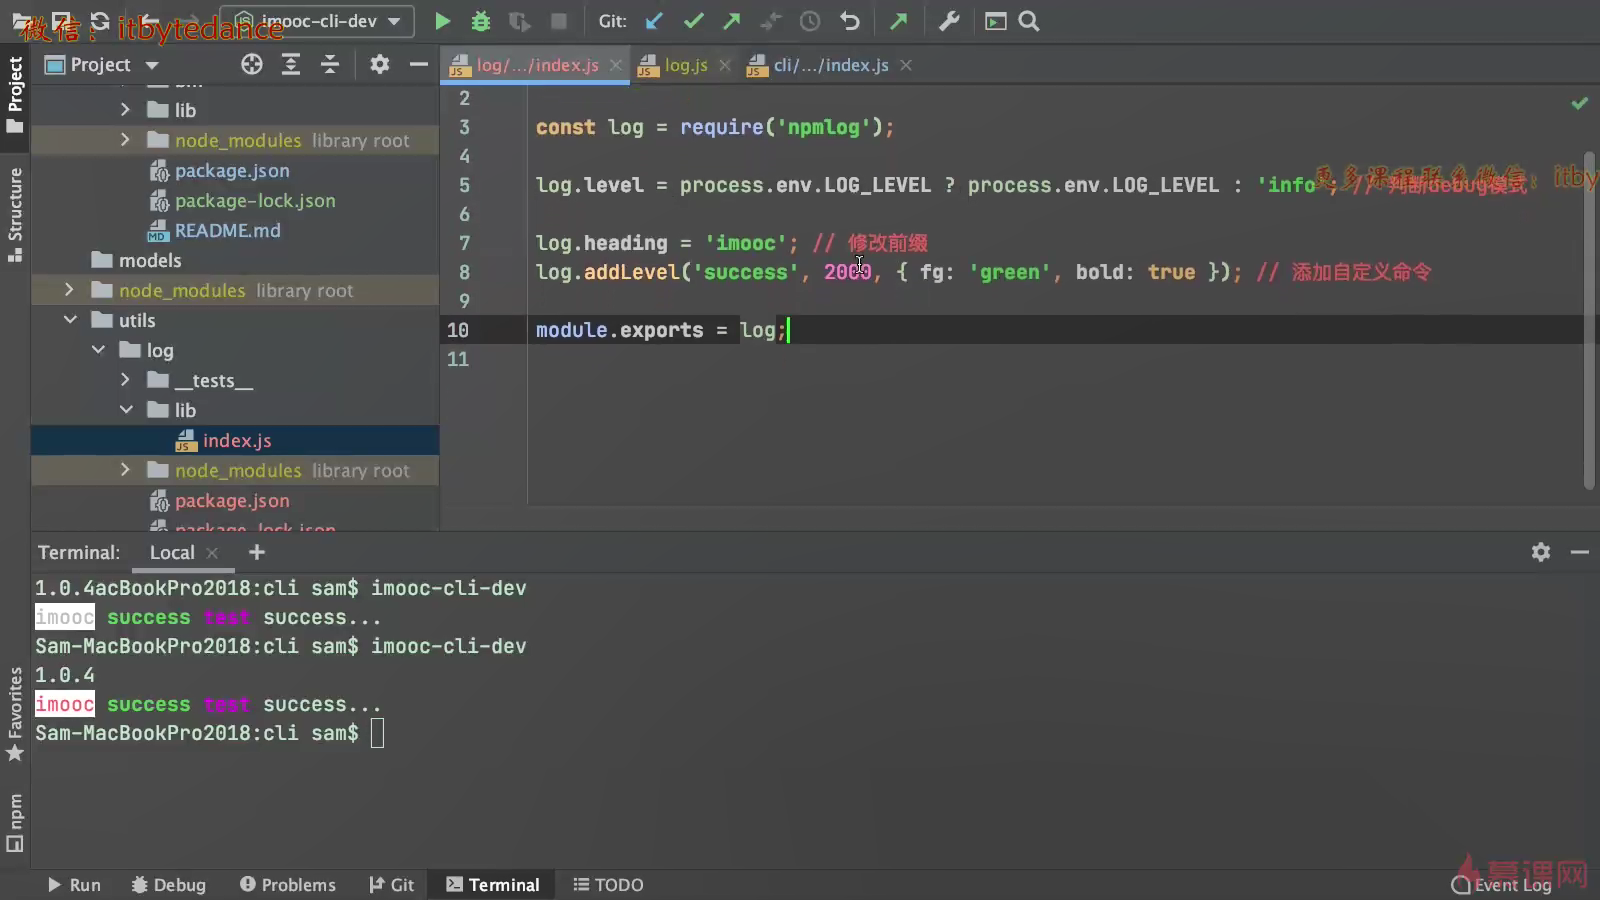 微信：itbytedance
imooc-cli-dev
Git:
Project
log/.../index.js
log.js
cli/.../index.js
Project
Structure
Favorites
npm
lib
node_modules library root
package.json
package-lock.json
README.md
models
node_modules library root
utils
log
__tests__
lib
index.js
node_modules library root
package.json
package-lock.json
2
3 const log = require('npmlog');
4
5 log.level = process.env.LOG_LEVEL ? process.env.LOG_LEVEL : 'info'; // 判断debug模式
更多课程联系微信：itby
6
7 log.heading = 'imooc'; // 修改前缀
8 log.addLevel('success', 2000, { fg: 'green', bold: true }); // 添加自定义命令
9
10 module.exports = log;
11
Terminal: Local
1.0.4acBookPro2018:cli sam$ imooc-cli-dev
imooc success test success...
Sam-MacBookPro2018:cli sam$ imooc-cli-dev
1.0.4
imooc success test success...
Sam-MacBookPro2018:cli sam$
Run Debug Problems Git Terminal TODO
Event Log
慕课网